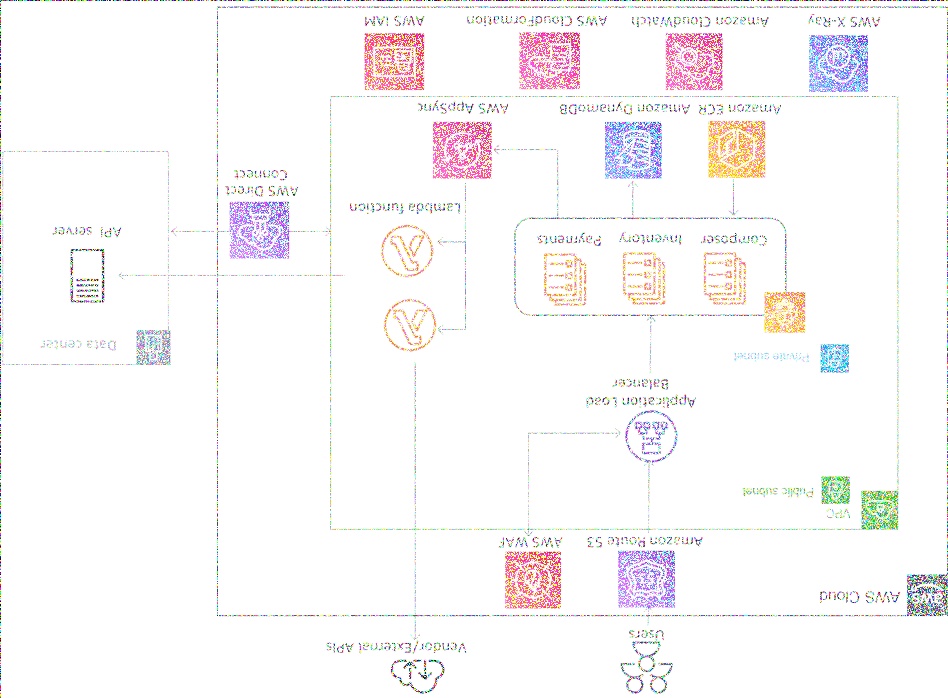 Users
Vendor/External APIs
AWS Cloud
Amazon Route 53
AWS WAF
VPC
Public subnet
Application Load
Balancer
Private subnet
Data center
Composer
Inventory
Payments
Lambda function
API server
AWS Direct
Connect
Amazon ECR
Amazon DynamoDB
AWS AppSync
AWS X-Ray
Amazon CloudWatch
AWS CloudFormation
AWS IAM